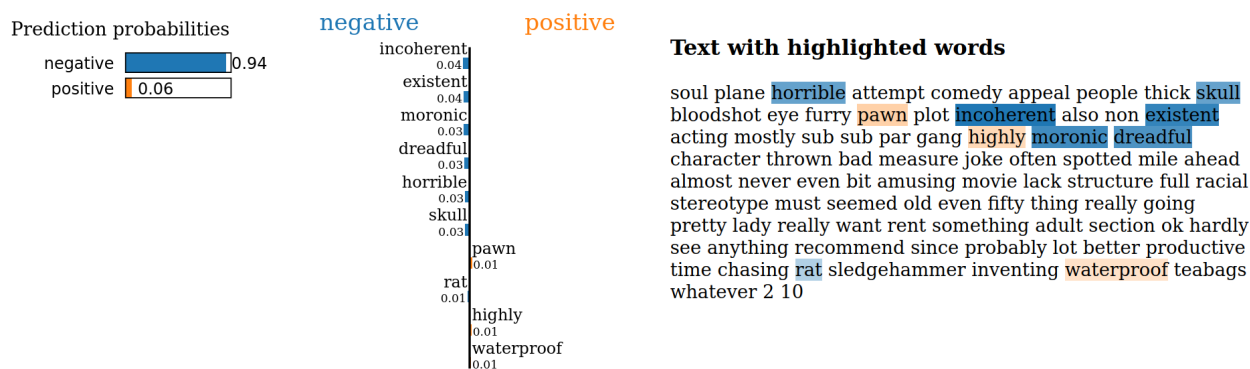 Prediction probabilities
negative 0.94
positive 0.06
negative positive
incoherent
0.04
existent
0.04
moronic
0.03
dreadful
0.03
horrible
0.03
skull
0.03
pawn
0.01
rat
0.01
highly
0.01
waterproof
0.01
Text with highlighted words
soul plane horrible attempt comedy appeal people thick skull
bloodshot eye furry pawn plot incoherent also non existent
acting mostly sub sub par gang highly moronic dreadful
character thrown bad measure joke often spotted mile ahead
almost never even bit amusing movie lack structure full racial
stereotype must seemed old even fifty thing really going
pretty lady really want rent something adult section ok hardly
see anything recommend since probably lot better productive
time chasing rat sledgehammer inventing waterproof teabags
whatever 2 10